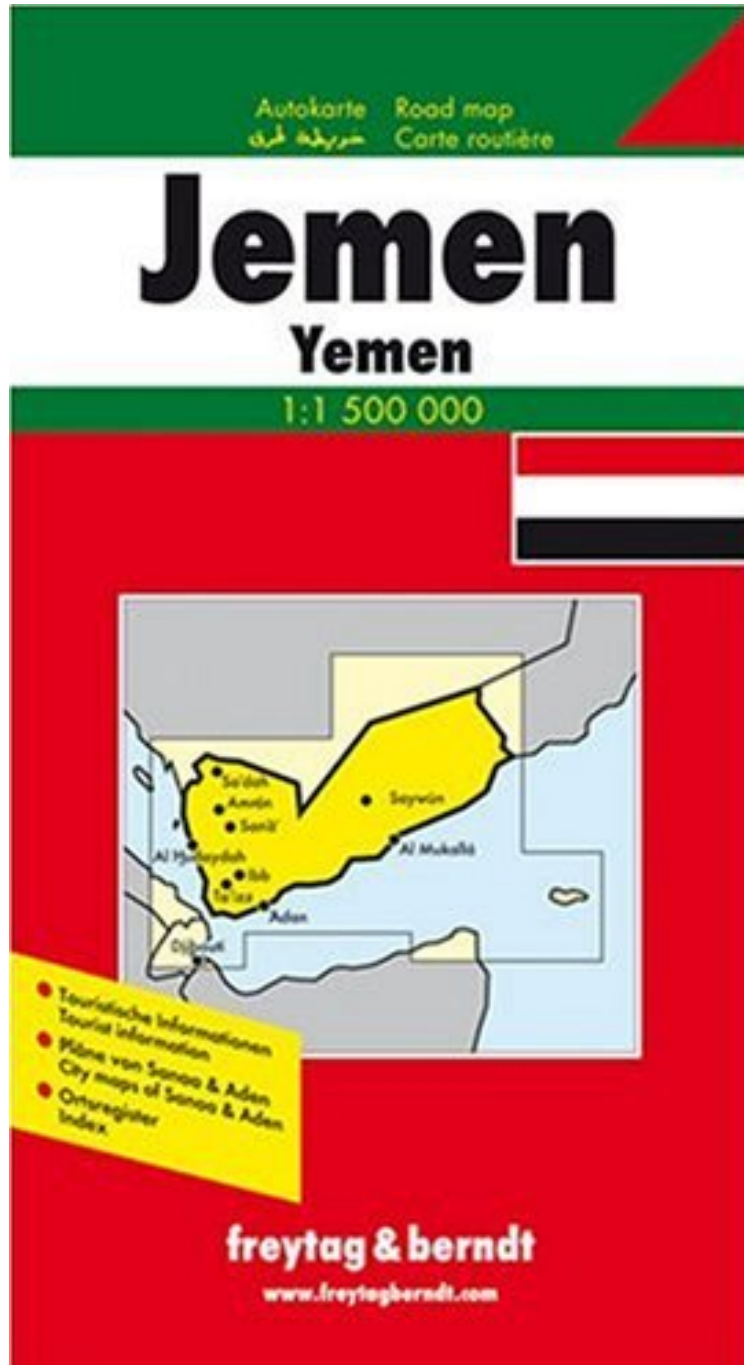 Autokarte Road map
خريطة طرق Carte routière
Jemen
Yemen
1:1 500 000
Sa'dah
Amrān
Sanā'
Saywūn
Al Hudaydah
Al Mukallā
Ibb
Ta'izz
Adan
Djibouti
Touristische Informationen
Tourist information
Pläne von Sanaa & Aden
City maps of Sanaa & Aden
Ortsregister
Index
freytag & berndt
www.freytagberndt.com